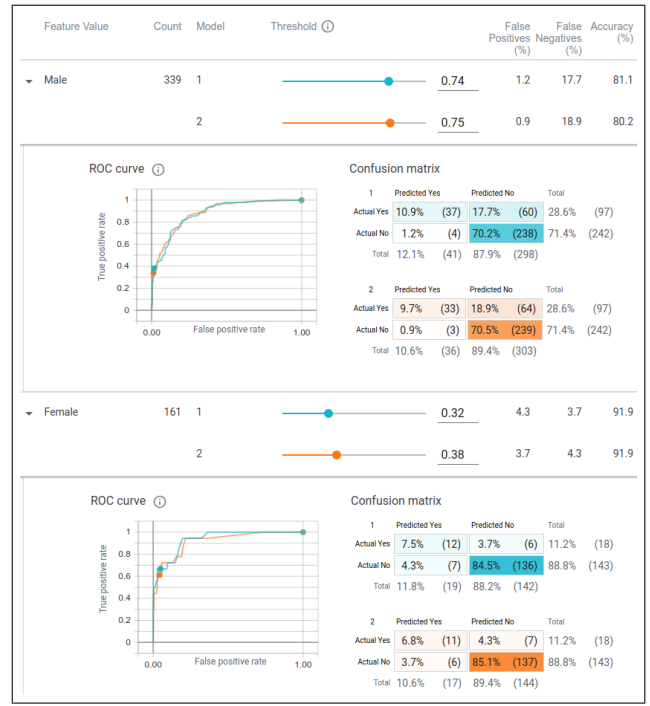 Feature Value Count Model Threshold ⓘ False Positives (%) False Negatives (%) Accuracy (%)
Male 339 1 0.74 1.2 17.7 81.1
2 0.75 0.9 18.9 80.2
ROC curve ⓘ
1
0.8
0.6
0.4
0.2
0
True positive rate
0.00 False positive rate 1.00
Confusion matrix
1 Predicted Yes Predicted No Total
Actual Yes 10.9% (37) 17.7% (60) 28.6% (97)
Actual No 1.2% (4) 70.2% (238) 71.4% (242)
Total 12.1% (41) 87.9% (298)
2 Predicted Yes Predicted No Total
Actual Yes 9.7% (33) 18.9% (64) 28.6% (97)
Actual No 0.9% (3) 70.5% (239) 71.4% (242)
Total 10.6% (36) 89.4% (303)
Female 161 1 0.32 4.3 3.7 91.9
2 0.38 3.7 4.3 91.9
ROC curve ⓘ
1
0.8
0.6
0.4
0.2
0
True positive rate
0.00 False positive rate 1.00
Confusion matrix
1 Predicted Yes Predicted No Total
Actual Yes 7.5% (12) 3.7% (6) 11.2% (18)
Actual No 4.3% (7) 84.5% (136) 88.8% (143)
Total 11.8% (19) 88.2% (142)
2 Predicted Yes Predicted No Total
Actual Yes 6.8% (11) 4.3% (7) 11.2% (18)
Actual No 3.7% (6) 85.1% (137) 88.8% (143)
Total 10.6% (17) 89.4% (144)